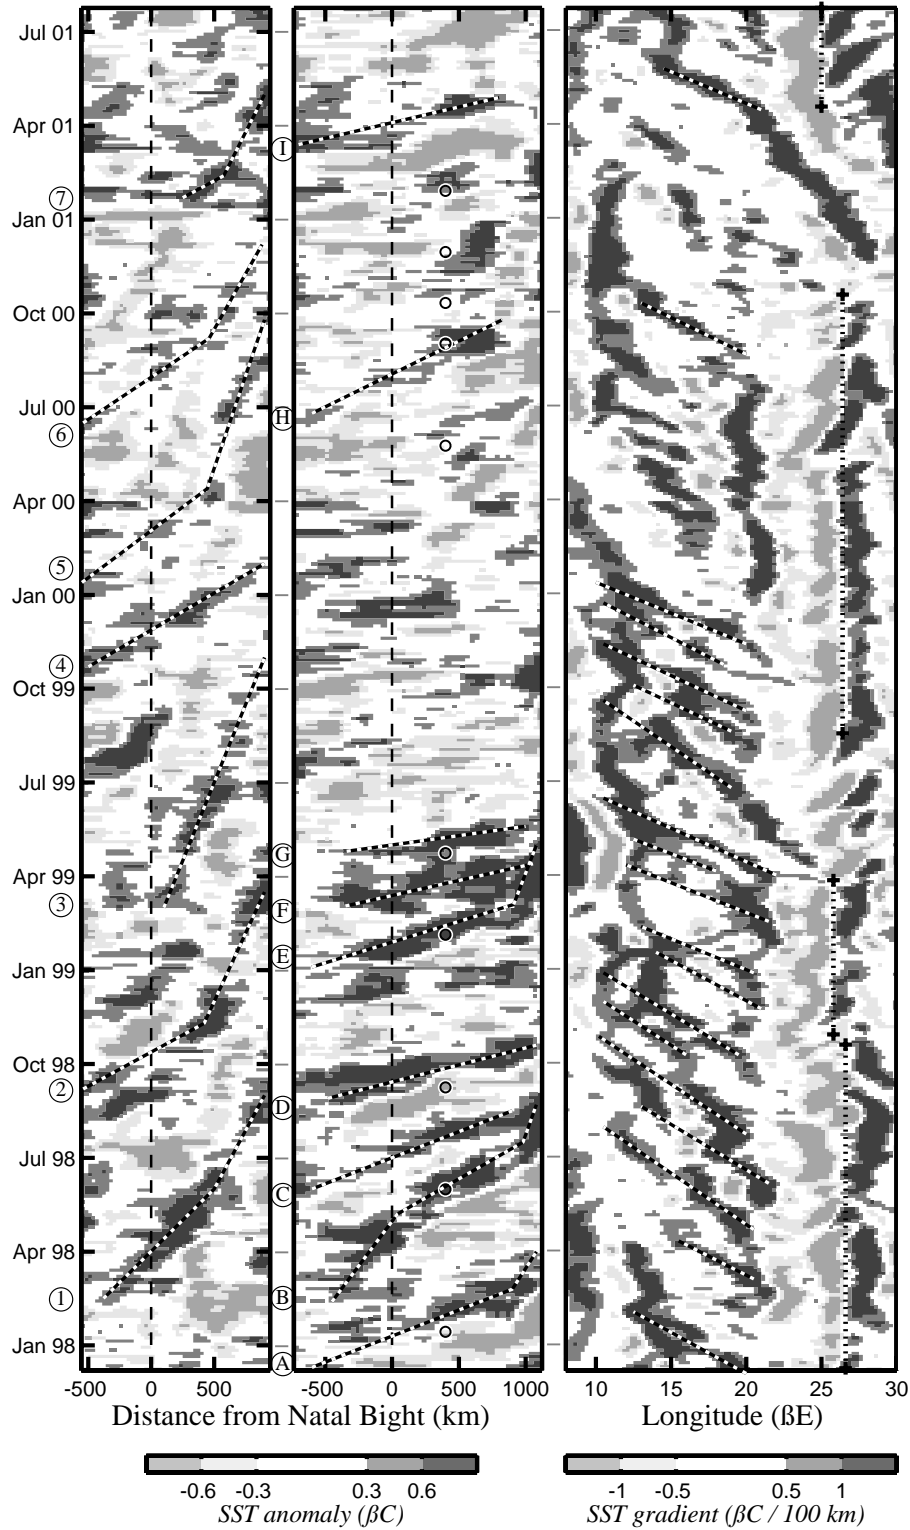 Jul 01
Apr 01
I
7
Jan 01
Oct 00
Jul 00
H
6
Apr 00
5
Jan 00
4
Oct 99
Jul 99
G
Apr 99
3
F
E
Jan 99
Oct 98
2
D
Jul 98
C
Apr 98
1
B
Jan 98
A
-500 0 500 -500 0 500 1000 10 15 20 25 30
Distance from Natal Bight (km) Longitude (ßE)
-0.6 -0.3 0.3 0.6 -1 -0.5 0.5 1
SST anomaly (ßC) SST gradient (ßC / 100 km)